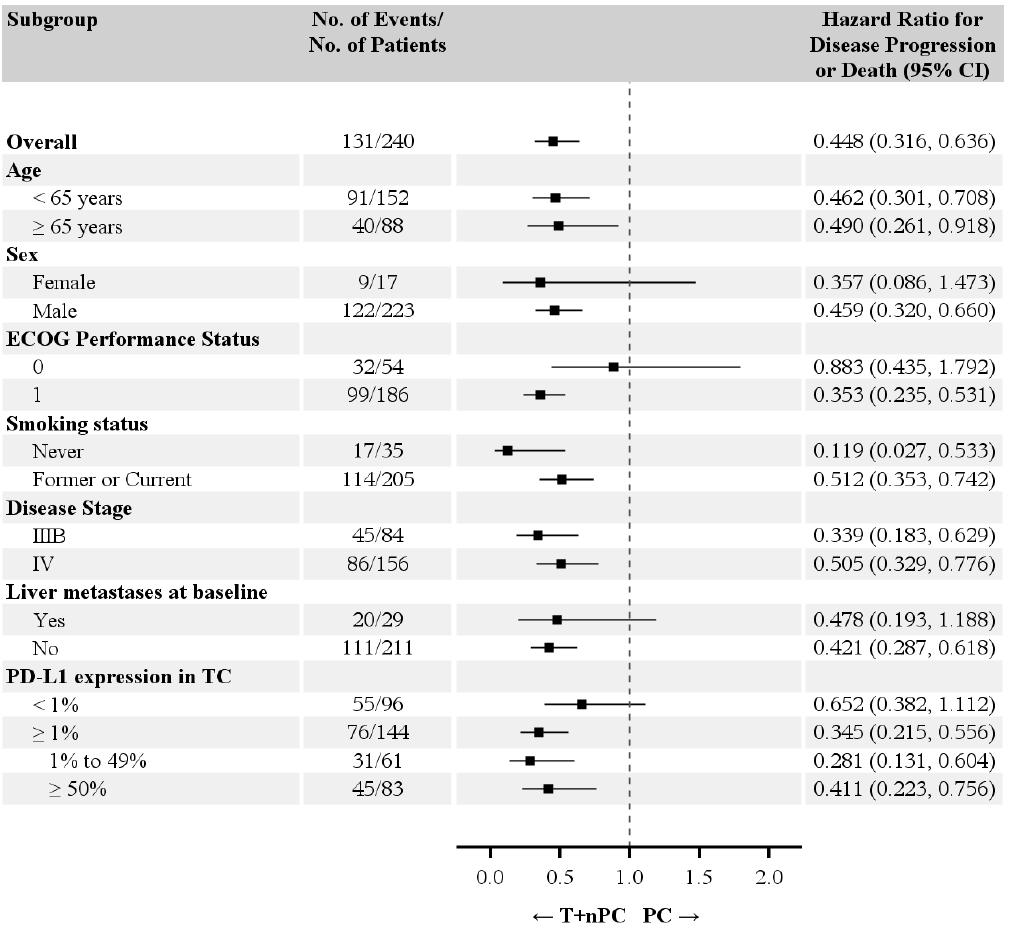 Subgroup No. of Events/ Hazard Ratio for
No. of Patients Disease Progression
or Death (95% CI)
Overall 131/240 0.448 (0.316, 0.636)
Age
< 65 years 91/152 0.462 (0.301, 0.708)
≥ 65 years 40/88 0.490 (0.261, 0.918)
Sex
Female 9/17 0.357 (0.086, 1.473)
Male 122/223 0.459 (0.320, 0.660)
ECOG Performance Status
0 32/54 0.883 (0.435, 1.792)
1 99/186 0.353 (0.235, 0.531)
Smoking status
Never 17/35 0.119 (0.027, 0.533)
Former or Current 114/205 0.512 (0.353, 0.742)
Disease Stage
IIIB 45/84 0.339 (0.183, 0.629)
IV 86/156 0.505 (0.329, 0.776)
Liver metastases at baseline
Yes 20/29 0.478 (0.193, 1.188)
No 111/211 0.421 (0.287, 0.618)
PD-L1 expression in TC
< 1% 55/96 0.652 (0.382, 1.112)
≥ 1% 76/144 0.345 (0.215, 0.556)
1% to 49% 31/61 0.281 (0.131, 0.604)
≥ 50% 45/83 0.411 (0.223, 0.756)
0.0 0.5 1.0 1.5 2.0
← T+nPC PC →